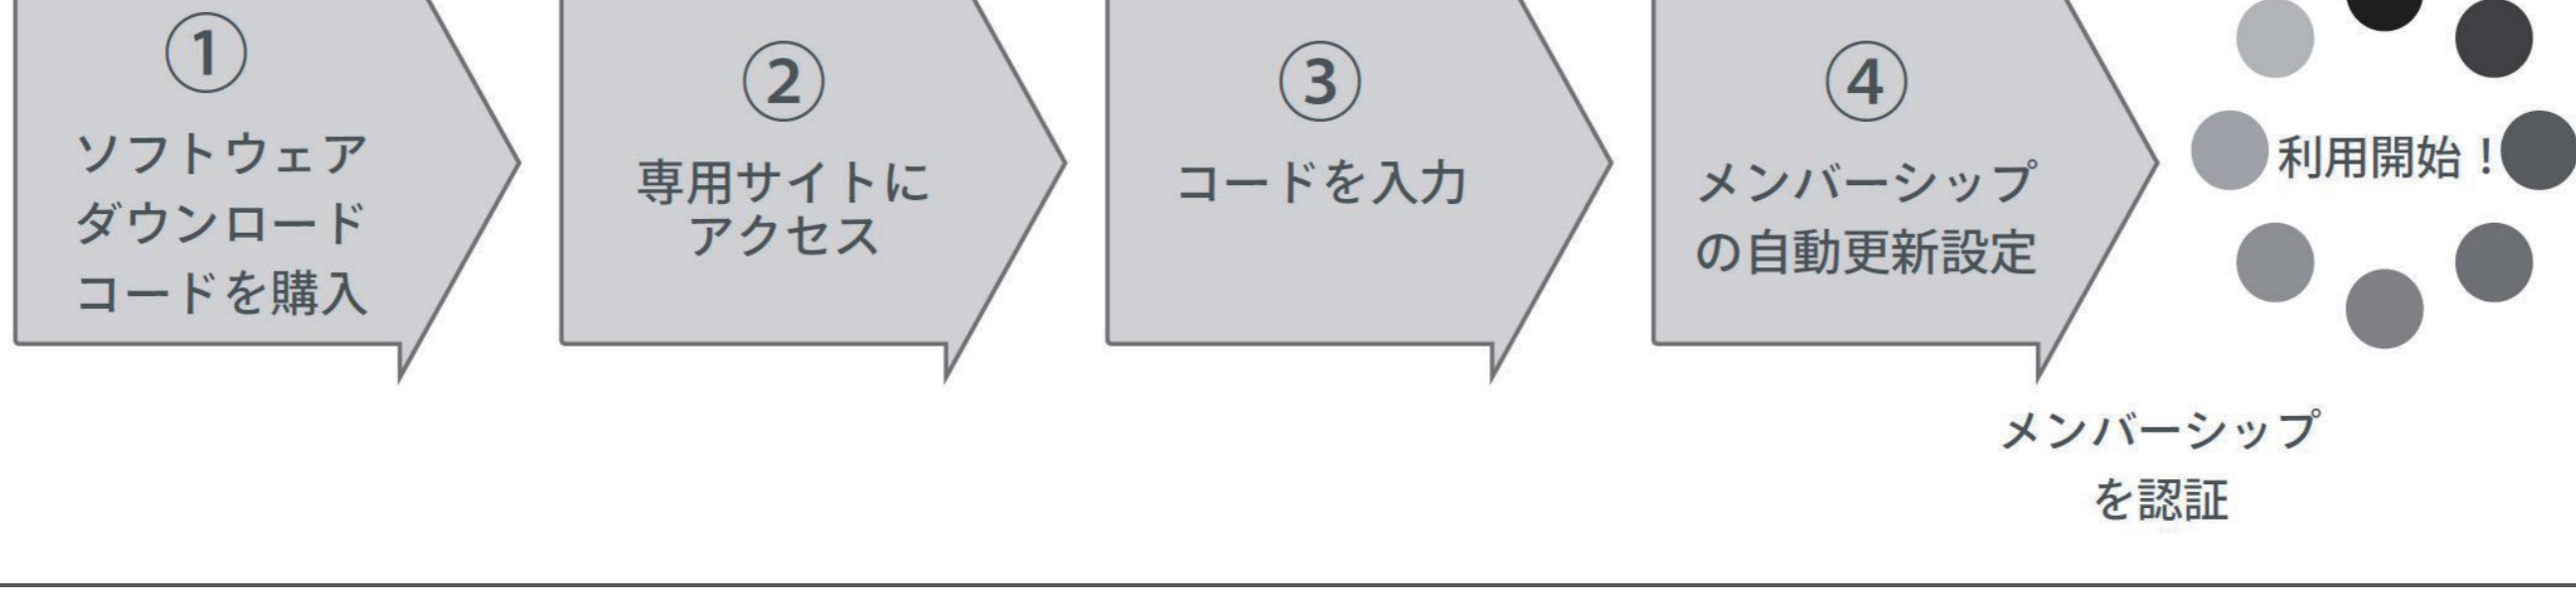 ①
ソフトウェア
ダウンロード
コードを購入
②
専用サイトに
アクセス
③
コードを入力
④
メンバーシップ
の自動更新設定
利用開始！
メンバーシップ
を認証